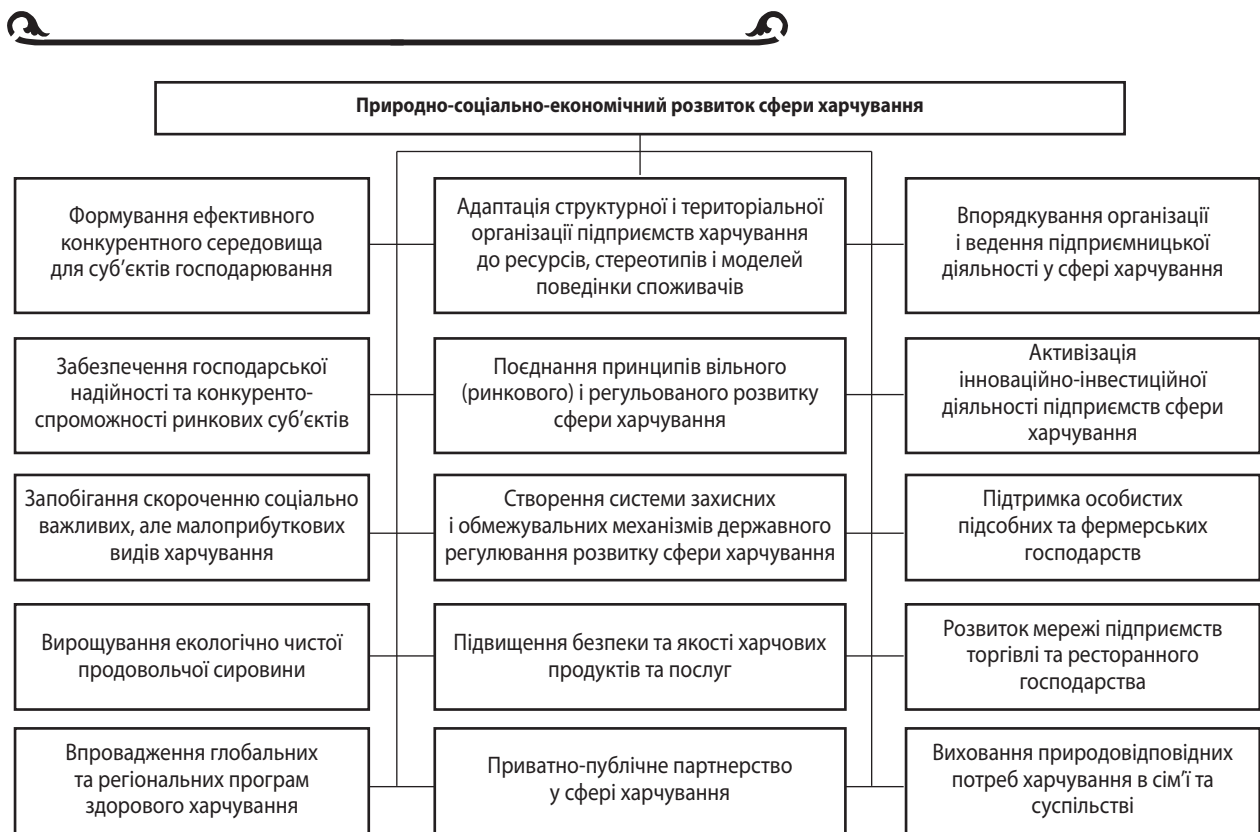 Природно-соціально-економічний розвиток сфери харчування
Формування ефективного
конкурентного середовища
для суб’єктів господарювання
Адаптація структурної і територіальної
організації підприємств харчування
до ресурсів, стереотипів і моделей
поведінки споживачів
Впорядкування організації
і ведення підприємницької
діяльності у сфері харчування
Забезпечення господарської
надійності та конкуренто-
спроможності ринкових суб’єктів
Поєднання принципів вільного
(ринкового) і регульованого розвитку
сфери харчування
Активізація
інноваційно-інвестиційної
діяльності підприємств сфери
харчування
Запобігання скороченню соціально
важливих, але малоприбуткових
видів харчування
Створення системи захисних
і обмежувальних механізмів державного
регулювання розвитку сфери харчування
Підтримка особистих
підсобних та фермерських
господарств
Вирощування екологічно чистої
продовольчої сировини
Підвищення безпеки та якості харчових
продуктів та послуг
Розвиток мережі підприємств
торгівлі та ресторанного
господарства
Впровадження глобальних
та регіональних програм
здорового харчування
Приватно-публічне партнерство
у сфері харчування
Виховання природовідповідних
потреб харчування в сім’ї та
суспільстві